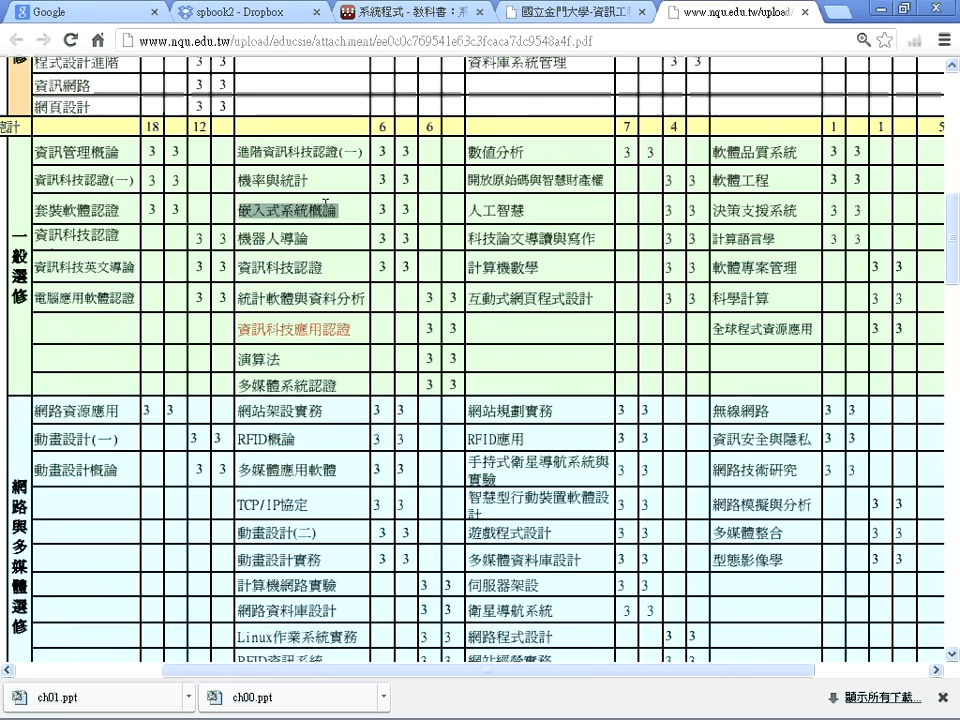 Google
spbook2 - Dropbox
系統程式 - 教科書：系
國立金門大學-資訊工程
www.nqu.edu.tw/upload/
www.nqu.edu.tw/upload/educsie/attachment/ee0c0c769541e63c3fcaca7dc9548a4f.pdf
修 程式設計進階 3 3 資料庫系統管理 3 3
資訊網路 3 3
網頁設計 3 3
總計 18 12 6 6 7 4 1 1 5
一般選修
資訊管理概論 3 3 進階資訊科技認證(一) 3 3 數值分析 3 3 軟體品質系統 3 3
資訊科技認證(一) 3 3 機率與統計 3 3 開放原始碼與智慧財產權 3 3 軟體工程 3 3
套裝軟體認證 3 3 嵌入式系統概論 3 3 人工智慧 3 3 決策支援系統 3 3
資訊科技認證 3 3 機器人導論 3 3 科技論文導讀與寫作 3 3 計算語言學 3 3
資訊科技英文導論 3 3 資訊科技認證 3 3 計算機數學 3 3 軟體專案管理 3 3
電腦應用軟體認證 3 3 統計軟體與資料分析 3 3 互動式網頁程式設計 3 3 科學計算 3 3
資訊科技應用認證 3 3 全球程式資源應用 3 3
演算法 3 3
多媒體系統認證 3 3
網路與多媒體選修
網路資源應用 3 3 網站架設實務 3 3 網站規劃實務 3 3 無線網路 3 3
動畫設計(一) 3 3 RFID概論 3 3 RFID應用 3 3 資訊安全與隱私 3 3
動畫設計概論 3 3 多媒體應用軟體 3 3 手持式衛星導航系統與實驗 3 3 網路技術研究 3 3
TCP/IP協定 3 3 智慧型行動裝置軟體設計 3 3 網路模擬與分析 3 3
動畫設計(二) 3 3 遊戲程式設計 3 3 多媒體整合 3 3
動畫設計實務 3 3 多媒體資料庫設計 3 3 型態影像學 3 3
計算機網路實驗 3 3 伺服器架設 3 3
網路資料庫設計 3 3 衛星導航系統 3 3
Linux作業系統實務 3 3 網路程式設計 3 3
RFID資訊系統 3 3 網站經營實務 3 3
ch01.ppt
ch00.ppt
顯示所有下載...